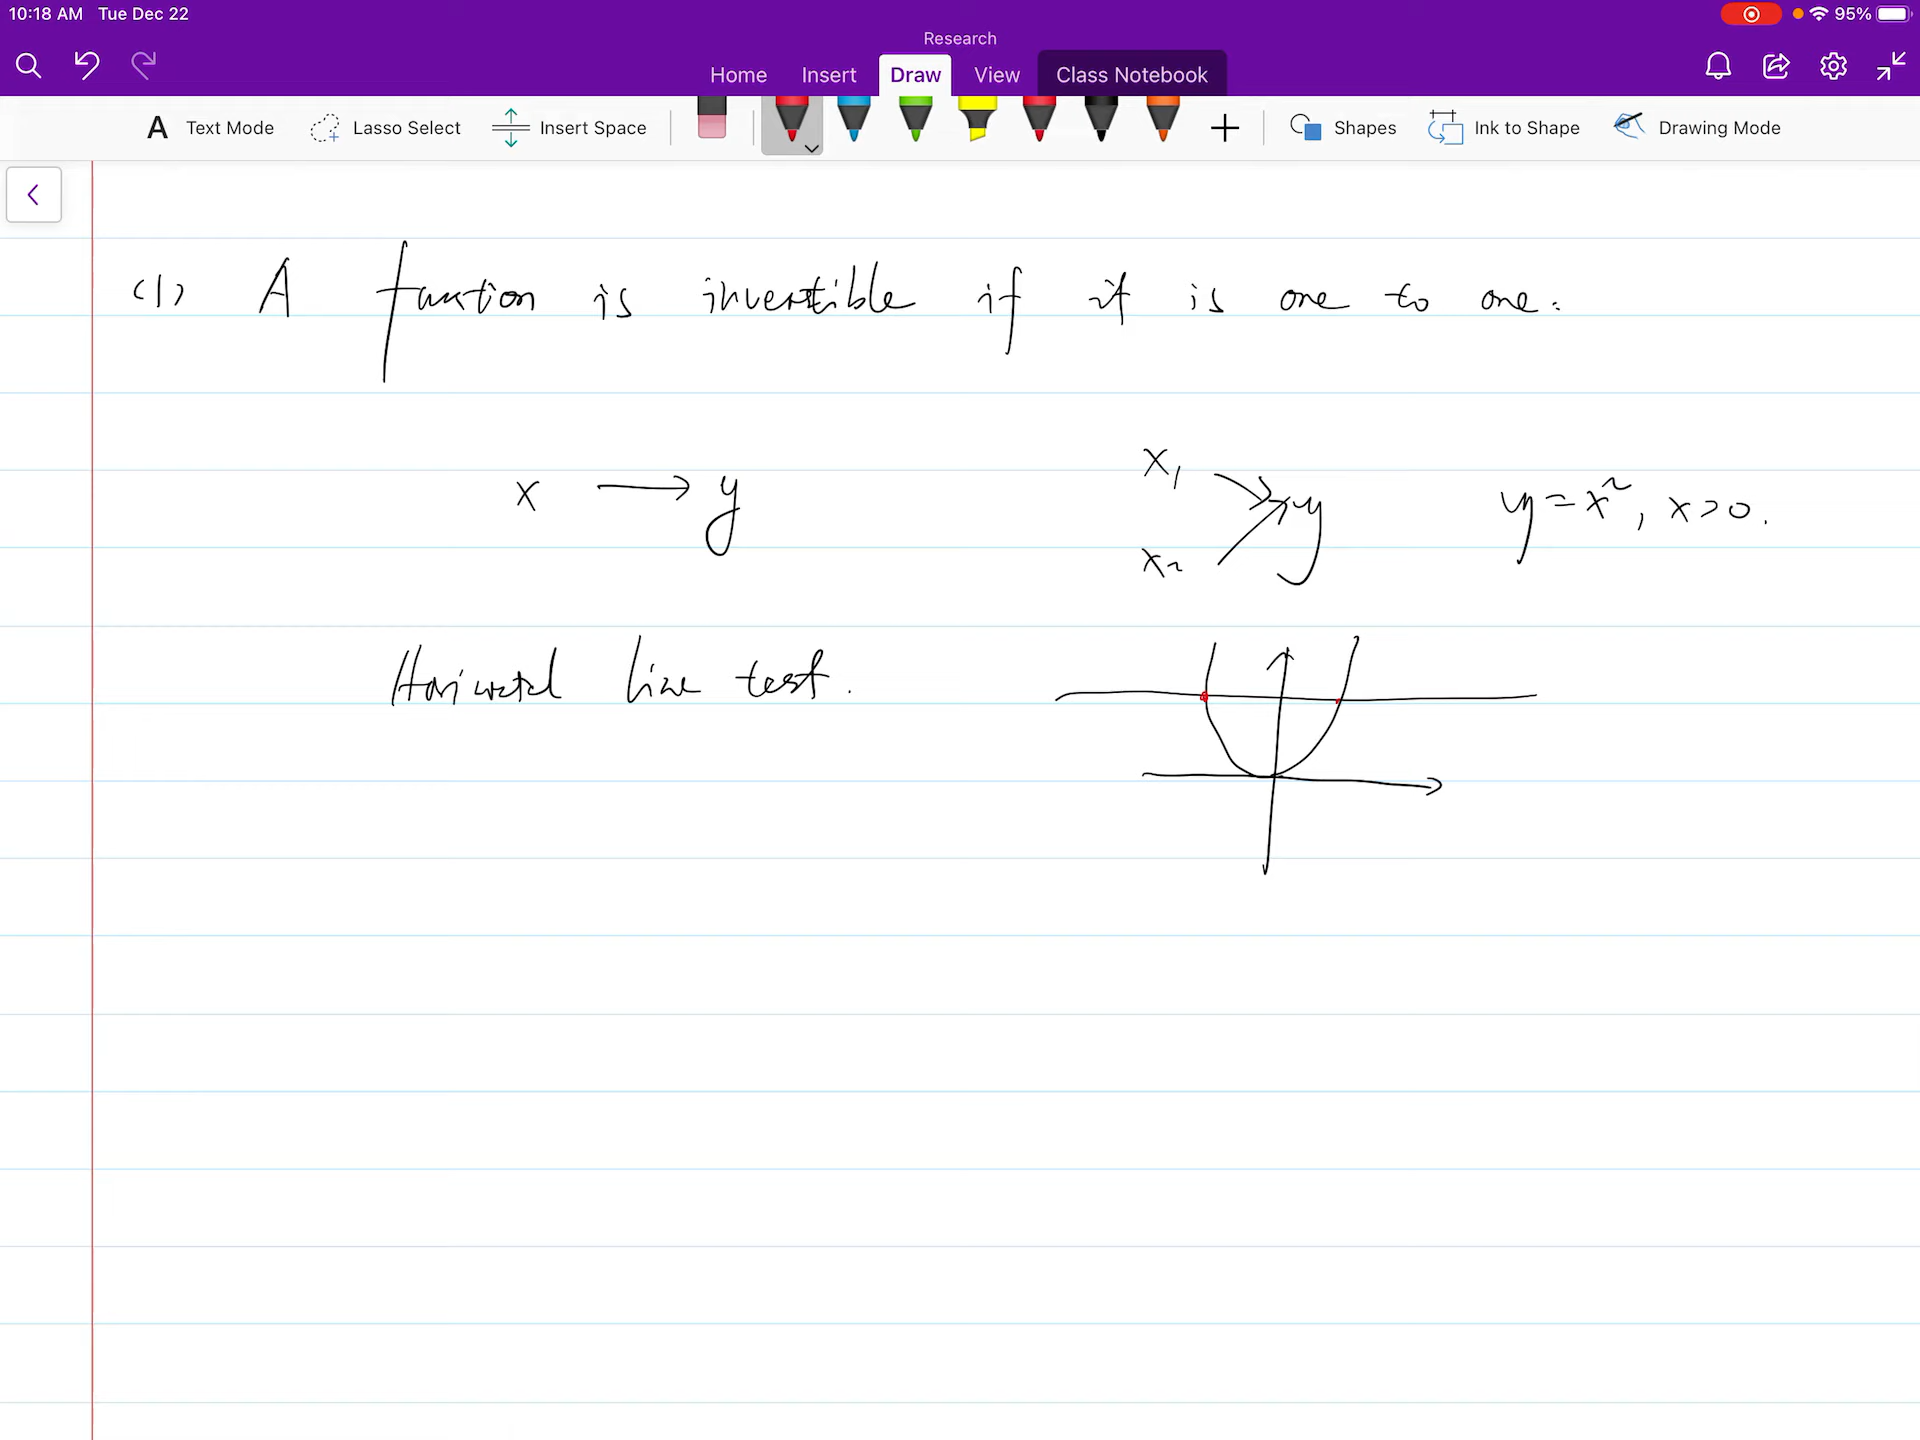 10:18 AM Tue Dec 22
95%
Research
Home Insert Draw View Class Notebook
A Text Mode Lasso Select Insert Space Shapes Ink to Shape Drawing Mode
(1) A function is invertible if it is one to one.
x → y
x₁
x₂
y
y = x², x > 0.
Horizontal line test.